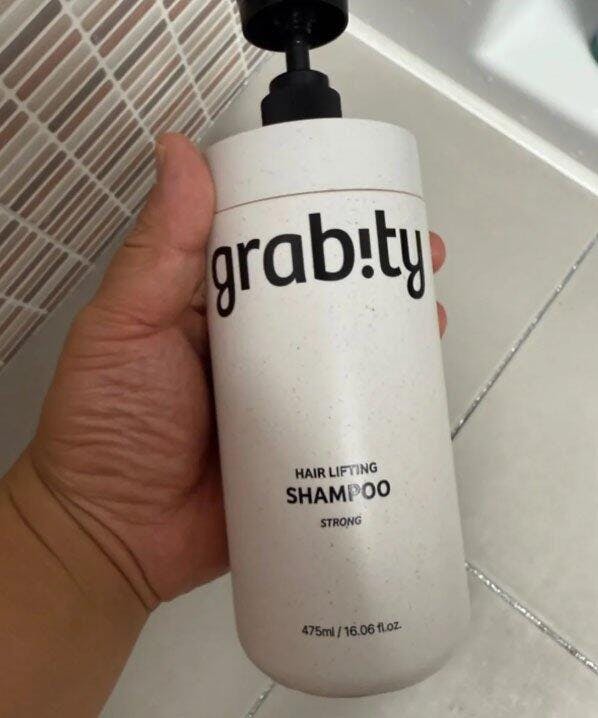 grab!ty
HAIR LIFTING
SHAMPOO
STRONG
475ml / 16.06 fl.oz.